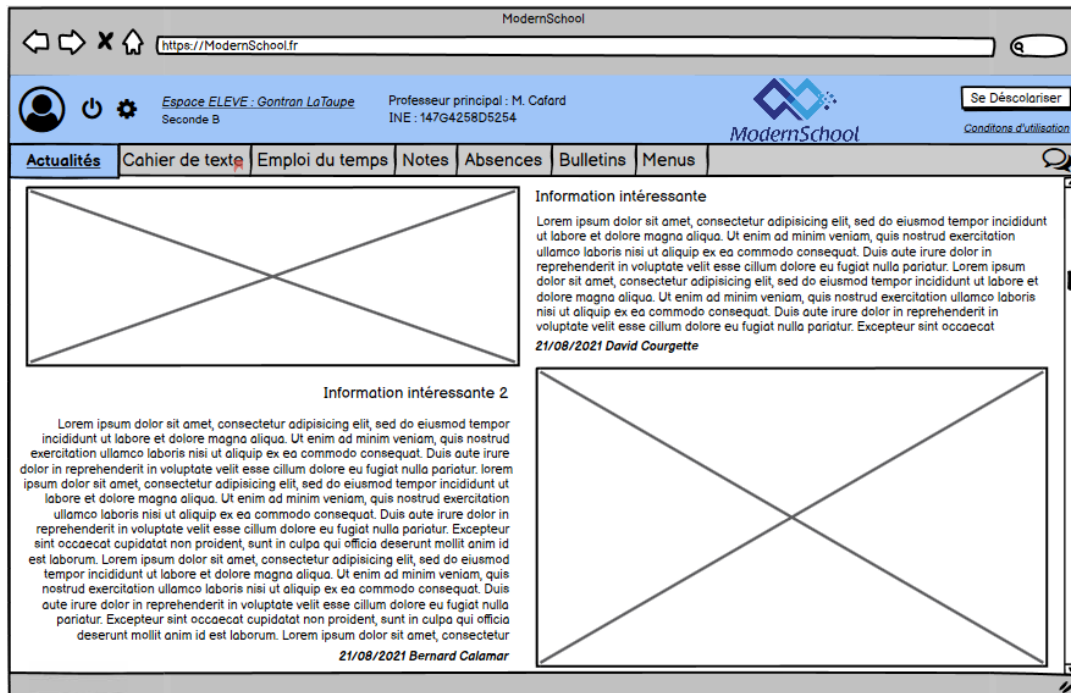 ModernSchool
https://ModernSchool.fr
Espace ELEVE : Gontran LaTaupe
Seconde B
Professeur principal : M. Cafard
INE : 147G4258D5254
ModernSchool
Se Déscolariser
Conditons d'utilisation
Actualités Cahier de texte Emploi du temps Notes Absences Bulletins Menus
Information intéressante
Lorem ipsum dolor sit amet, consectetur adipisicing elit, sed do eiusmod tempor incididunt
ut labore et dolore magna aliqua. Ut enim ad minim veniam, quis nostrud exercitation
ullamco laboris nisi ut aliquip ex ea commodo consequat. Duis aute irure dolor in
reprehenderit in voluptate velit esse cillum dolore eu fugiat nulla pariatur. Lorem ipsum
dolor sit amet, consectetur adipisicing elit, sed do eiusmod tempor incididunt ut labore et
dolore magna aliqua. Ut enim ad minim veniam, quis nostrud exercitation ullamco laboris
nisi ut aliquip ex ea commodo consequat. Duis aute irure dolor in reprehenderit in
voluptate velit esse cillum dolore eu fugiat nulla pariatur. Excepteur sint occaecat
21/08/2021 David Courgette
Information intéressante 2
Lorem ipsum dolor sit amet, consectetur adipisicing elit, sed do eiusmod tempor
incididunt ut labore et dolore magna aliqua. Ut enim ad minim veniam, quis nostrud
exercitation ullamco laboris nisi ut aliquip ex ea commodo consequat. Duis aute irure
dolor in reprehenderit in voluptate velit esse cillum dolore eu fugiat nulla pariatur. lorem
ipsum dolor sit amet, consectetur adipisicing elit, sed do eiusmod tempor incididunt ut
labore et dolore magna aliqua. Ut enim ad minim veniam, quis nostrud exercitation
ullamco laboris nisi ut aliquip ex ea commodo consequat. Duis aute irure dolor in
reprehenderit in voluptate velit esse cillum dolore eu fugiat nulla pariatur. Excepteur
sint occaecat cupidatat non proident, sunt in culpa qui officia deserunt mollit anim id
est laborum. Lorem ipsum dolor sit amet, consectetur adipisicing elit, sed do eiusmod
tempor incididunt ut labore et dolore magna aliqua. Ut enim ad minim veniam, quis
nostrud exercitation ullamco laboris nisi ut aliquip ex ea commodo consequat. Duis
aute irure dolor in reprehenderit in voluptate velit esse cillum dolore eu fugiat nulla
pariatur. Excepteur sint occaecat cupidatat non proident, sunt in culpa qui officia
deserunt mollit anim id est laborum. Lorem ipsum dolor sit amet, consectetur
21/08/2021 Bernard Calamar